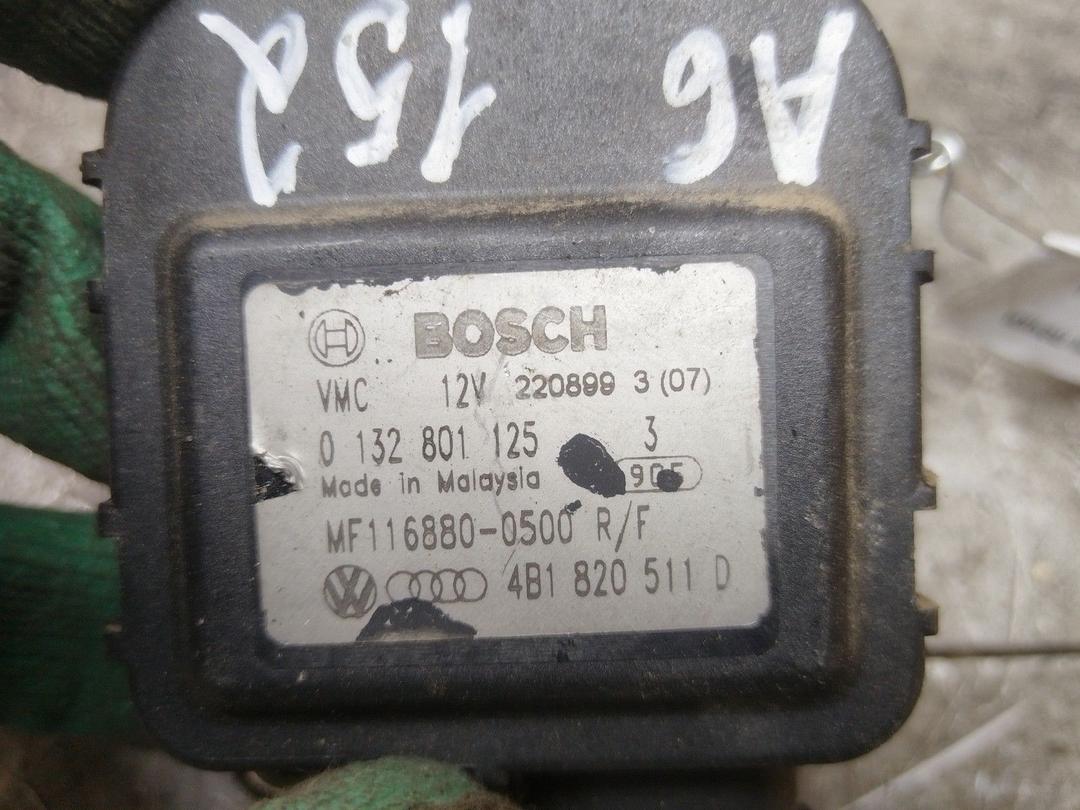 A6 152
BOSCH
VMC 12V 220899 3 (07)
0 132 801 125 3
Made in Malaysia
MF116880-0500 R/F
4B1 820 511 D